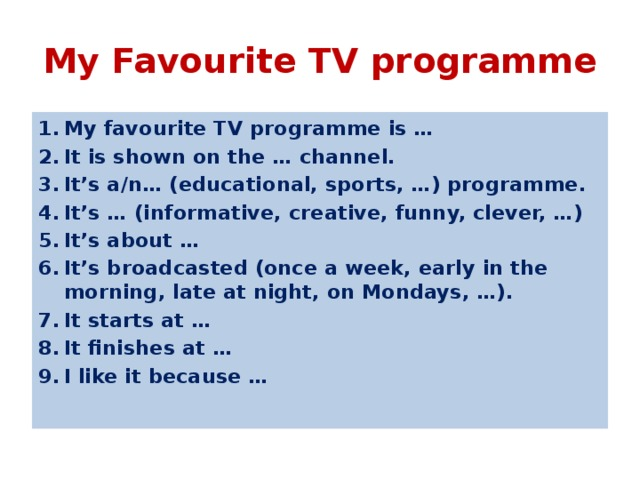 My Favourite TV programme
1. My favourite TV programme is …
2. It is shown on the … channel.
3. It’s a/n… (educational, sports, …) programme.
4. It’s … (informative, creative, funny, clever, …)
5. It’s about …
6. It’s broadcasted (once a week, early in the
morning, late at night, on Mondays, …).
7. It starts at …
8. It finishes at …
9. I like it because …